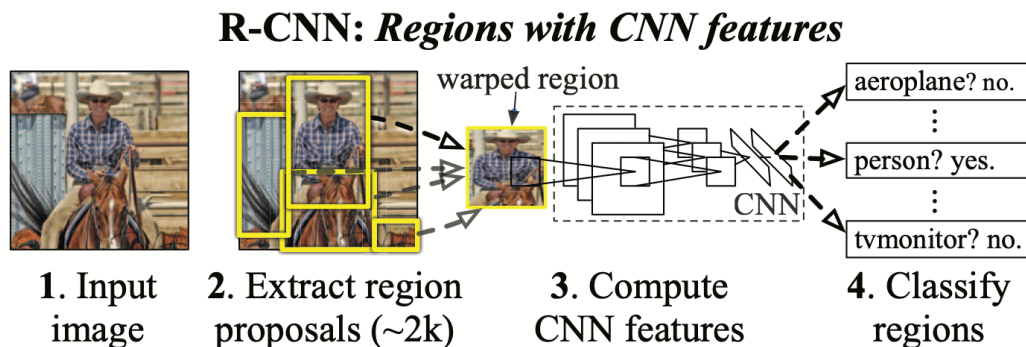 R-CNN: Regions with CNN features
warped region
aeroplane? no.
⋮
person? yes.
⋮
tvmonitor? no.
CNN
1. Input
image
2. Extract region
proposals (~2k)
3. Compute
CNN features
4. Classify
regions